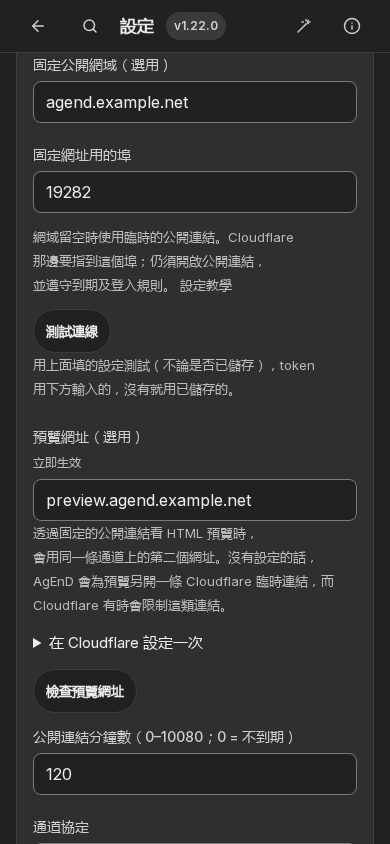 設定 v1.22.0
固定公開網域（選用）
agend.example.net
固定網址用的埠
19282
網域留空時使用臨時的公開連結。Cloudflare
那邊要指到這個埠；仍須開啟公開連結，
並遵守到期及登入規則。 設定教學
測試連線
用上面填的設定測試（不論是否已儲存），token
用下方輸入的，沒有就用已儲存的。
預覽網址（選用）
立即生效
preview.agend.example.net
透過固定的公開連結看 HTML 預覽時，
會用同一條通道上的第二個網址。沒有設定的話，
AgEnD 會為預覽另開一條 Cloudflare 臨時連結，而
Cloudflare 有時會限制這類連結。
▶ 在 Cloudflare 設定一次
檢查預覽網址
公開連結分鐘數（0–10080；0 = 不到期）
120
通道協定